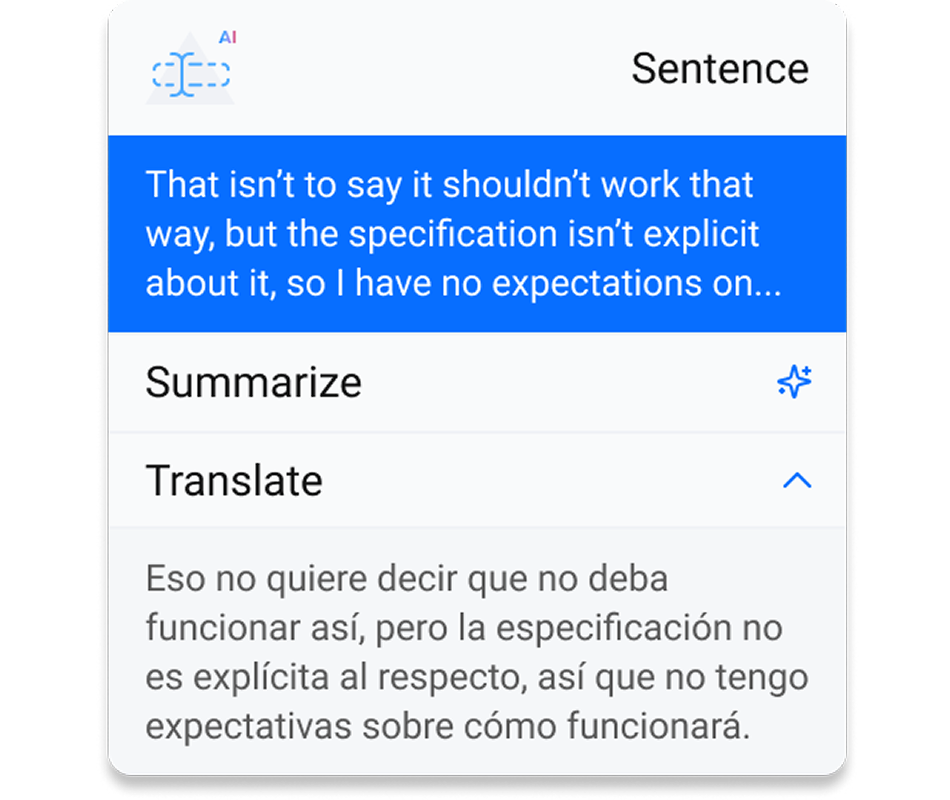 AI
Sentence
That isn’t to say it shouldn’t work that
way, but the specification isn’t explicit
about it, so I have no expectations on...
Summarize
Translate
Eso no quiere decir que no deba
funcionar así, pero la especificación no
es explícita al respecto, así que no tengo
expectativas sobre cómo funcionará.